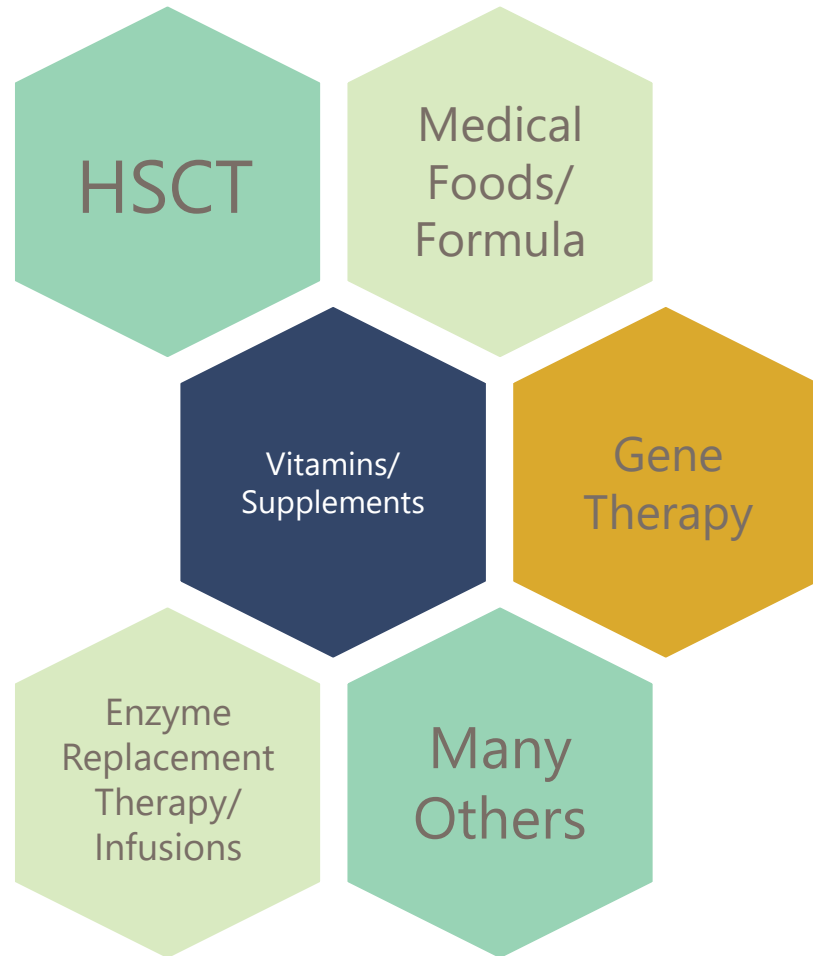 HSCT
Medical
Foods/
Formula
Vitamins/
Supplements
Gene
Therapy
Enzyme
Replacement
Therapy/
Infusions
Many
Others